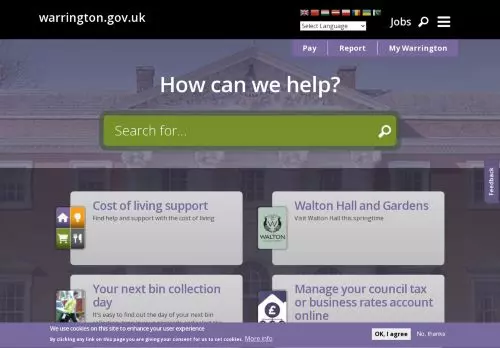 warrington.gov.uk
Select Language
Jobs
Pay
Report
My Warrington
How can we help?
Search for...
Feedback
Cost of living support
Find help and support with the cost of living
Walton Hall and Gardens
Visit Walton Hall this springtime
WALTON
Your next bin collection
day
It's easy to find out the day of your next bin
Manage your council tax
or business rates account
online
We use cookies on this site to enhance your user experience
By clicking any link on this page you are giving your consent for us to set cookies. More info
OK, I agree
No, thanks